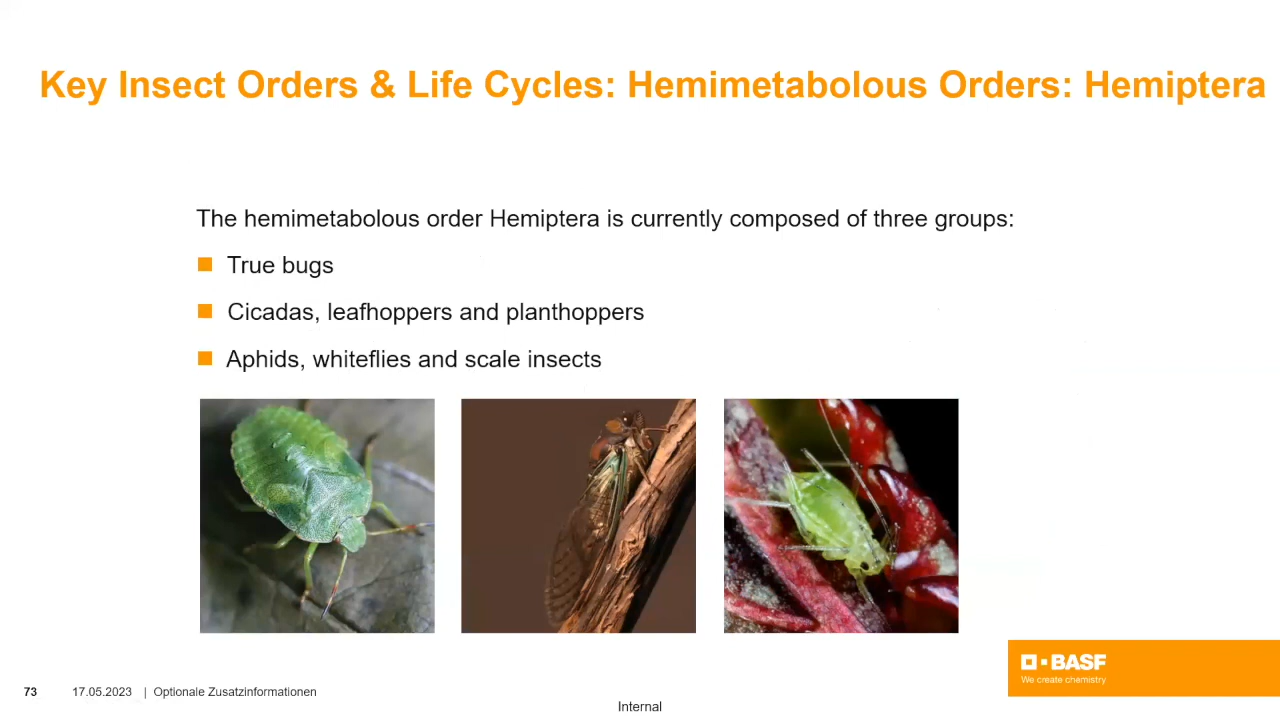 Key Insect Orders & Life Cycles: Hemimetabolous Orders: Hemiptera
The hemimetabolous order Hemiptera is currently composed of three groups:
True bugs
Cicadas, leafhoppers and planthoppers
Aphids, whiteflies and scale insects
BASF
We create chemistry
73 17.05.2023 | Optionale Zusatzinformationen
Internal